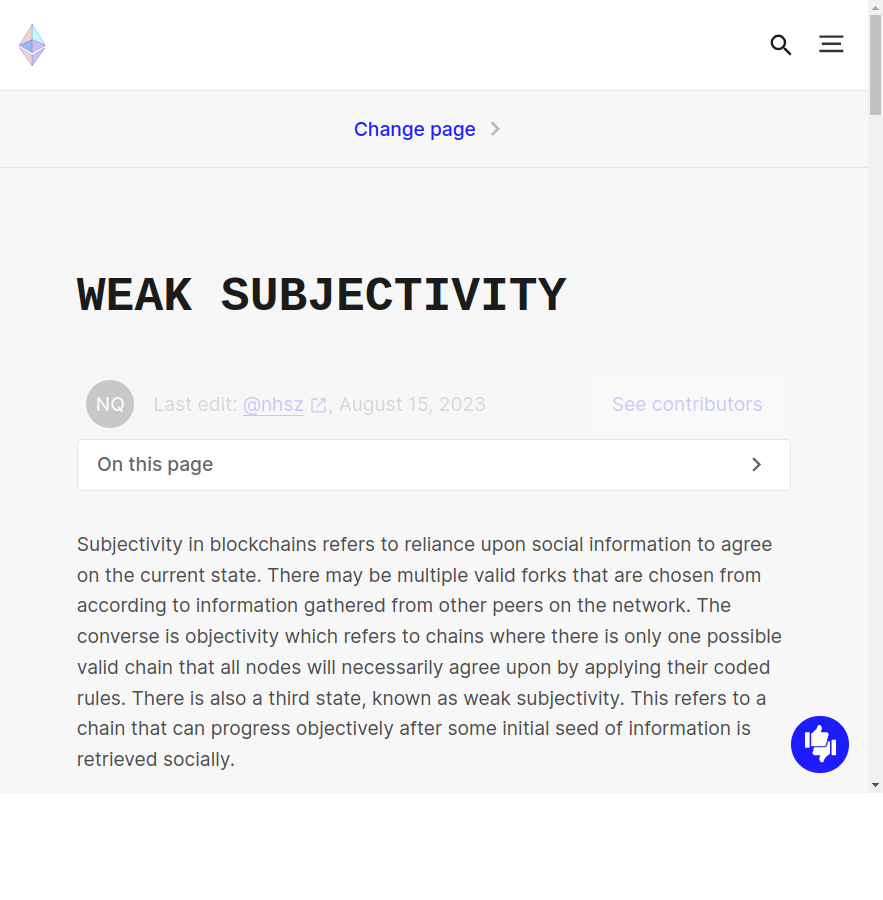 Change page
WEAK SUBJECTIVITY
NQ
Last edit: @nhsz, August 15, 2023
See contributors
On this page
Subjectivity in blockchains refers to reliance upon social information to agree
on the current state. There may be multiple valid forks that are chosen from
according to information gathered from other peers on the network. The
converse is objectivity which refers to chains where there is only one possible
valid chain that all nodes will necessarily agree upon by applying their coded
rules. There is also a third state, known as weak subjectivity. This refers to a
chain that can progress objectively after some initial seed of information is
retrieved socially.